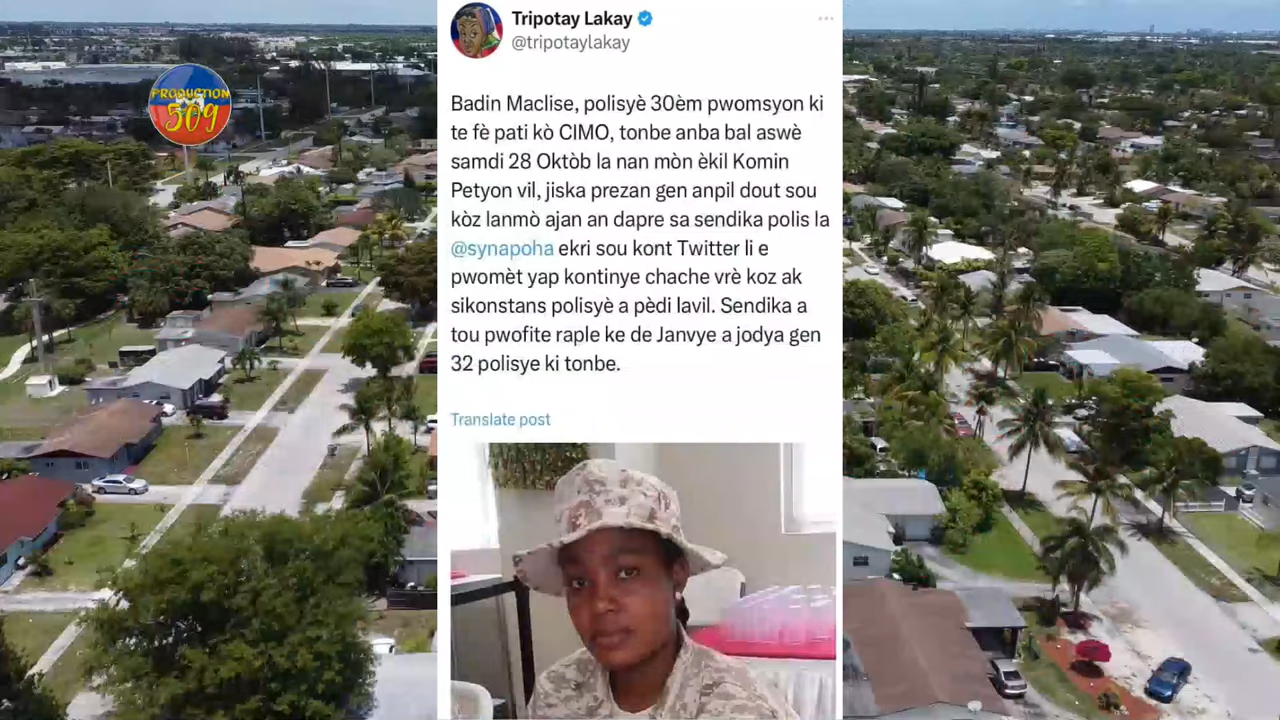 PRODUCTION
509
Tripotay Lakay
@tripotaylakay
Badin Maclise, polisyè 30èm pwomsyon ki
te fè pati kò CIMO, tonbe anba bal aswè
samdi 28 Oktòb la nan mòn èkil Komin
Petyon vil, jiska prezan gen anpil dout sou
kòz lanmò ajan an dapre sa sendika polis la
@synapoha ekri sou kont Twitter li e
pwomèt yap kontinye chache vrè koz ak
sikonstans polisyè a pèdi lavil. Sendika a
tou pwofite raple ke de Janvye a jodya gen
32 polisye ki tonbe.
Translate post